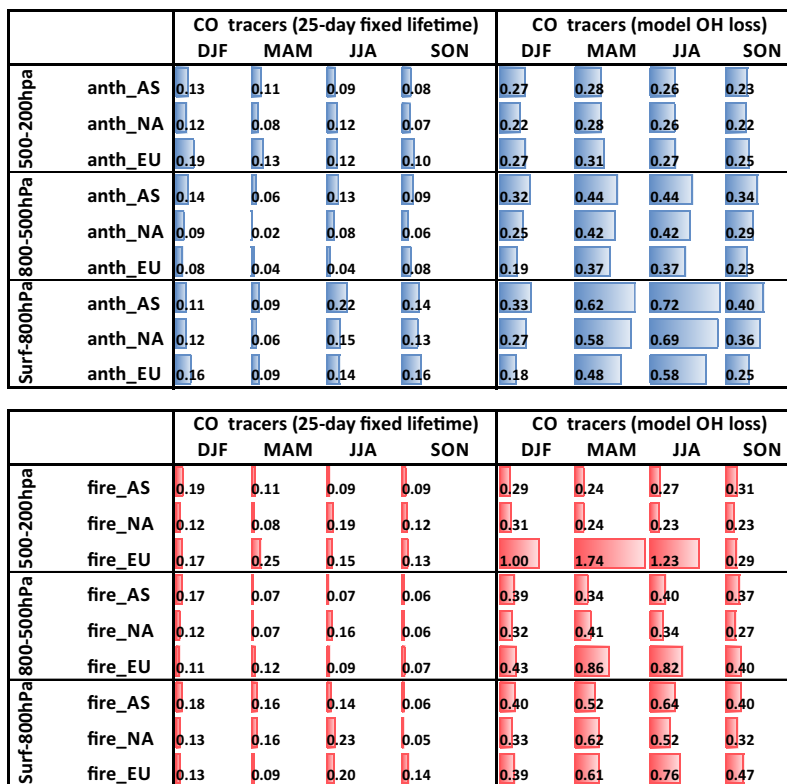 CO tracers (25-day fixed lifetime) CO tracers (model OH loss)
DJF MAM JJA SON DJF MAM JJA SON
500-200hpa
anth_AS 0.13 0.11 0.09 0.08 0.27 0.28 0.26 0.23
anth_NA 0.12 0.08 0.12 0.07 0.22 0.28 0.26 0.22
anth_EU 0.19 0.13 0.12 0.10 0.27 0.31 0.27 0.25
800-500hPa
anth_AS 0.14 0.06 0.13 0.09 0.32 0.44 0.44 0.34
anth_NA 0.09 0.02 0.08 0.06 0.25 0.42 0.42 0.29
anth_EU 0.08 0.04 0.04 0.08 0.19 0.37 0.37 0.23
Surf-800hPa
anth_AS 0.11 0.09 0.22 0.14 0.33 0.62 0.72 0.40
anth_NA 0.12 0.06 0.15 0.13 0.27 0.58 0.69 0.36
anth_EU 0.16 0.09 0.14 0.16 0.18 0.48 0.58 0.25
CO tracers (25-day fixed lifetime) CO tracers (model OH loss)
DJF MAM JJA SON DJF MAM JJA SON
500-200hpa
fire_AS 0.19 0.11 0.09 0.09 0.29 0.24 0.27 0.31
fire_NA 0.12 0.08 0.19 0.12 0.31 0.24 0.23 0.23
fire_EU 0.17 0.25 0.15 0.13 1.00 1.74 1.23 0.29
800-500hPa
fire_AS 0.17 0.07 0.07 0.06 0.39 0.34 0.40 0.37
fire_NA 0.12 0.07 0.16 0.06 0.32 0.41 0.34 0.27
fire_EU 0.11 0.12 0.09 0.07 0.43 0.86 0.82 0.40
Surf-800hPa
fire_AS 0.18 0.16 0.14 0.06 0.40 0.52 0.64 0.40
fire_NA 0.13 0.16 0.23 0.05 0.33 0.62 0.52 0.32
fire_EU 0.13 0.09 0.20 0.14 0.39 0.61 0.76 0.47